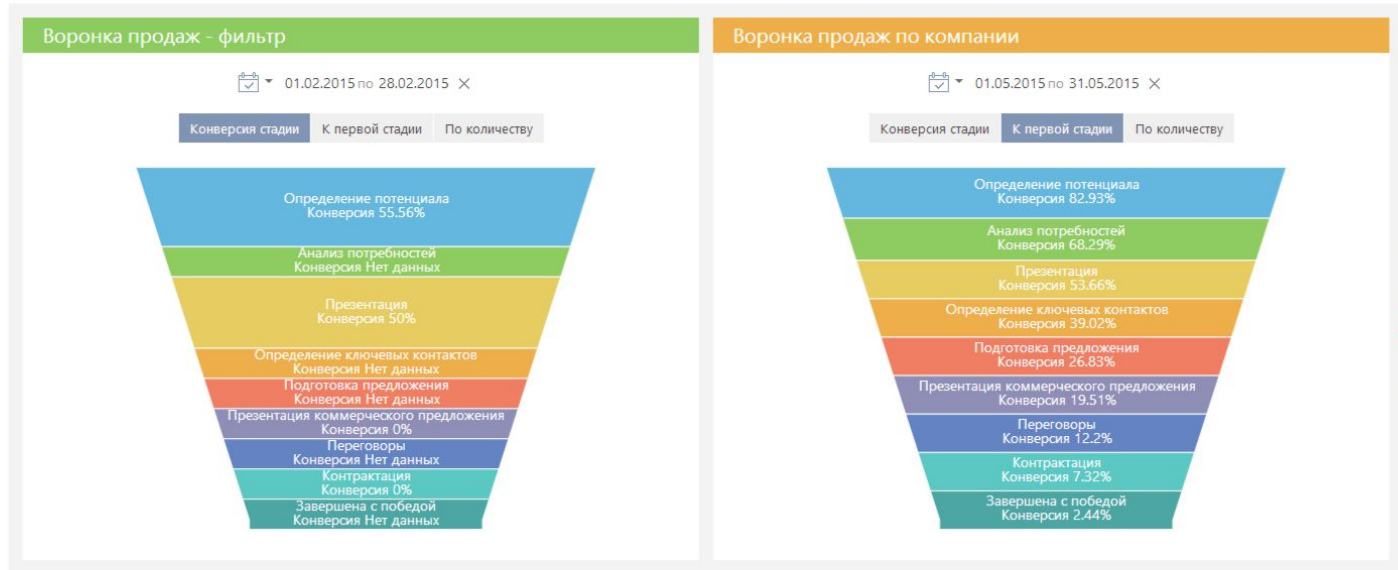 Воронка продаж - фильтр
01.02.2015 по 28.02.2015
Конверсия стадии К первой стадии По количеству
Определение потенциала
Конверсия 55.56%
Анализ потребностей
Конверсия Нет данных
Презентация
Конверсия 50%
Определение ключевых контактов
Конверсия Нет данных
Подготовка предложения
Конверсия Нет данных
Презентация коммерческого предложения
Конверсия 0%
Переговоры
Конверсия Нет данных
Контрактация
Конверсия 0%
Завершена с победой
Конверсия Нет данных
Воронка продаж по компании
01.05.2015 по 31.05.2015
Конверсия стадии К первой стадии По количеству
Определение потенциала
Конверсия 82.93%
Анализ потребностей
Конверсия 68.29%
Презентация
Конверсия 53.66%
Определение ключевых контактов
Конверсия 39.02%
Подготовка предложения
Конверсия 26.83%
Презентация коммерческого предложения
Конверсия 19.51%
Переговоры
Конверсия 12.2%
Контрактация
Конверсия 7.32%
Завершена с победой
Конверсия 2.44%